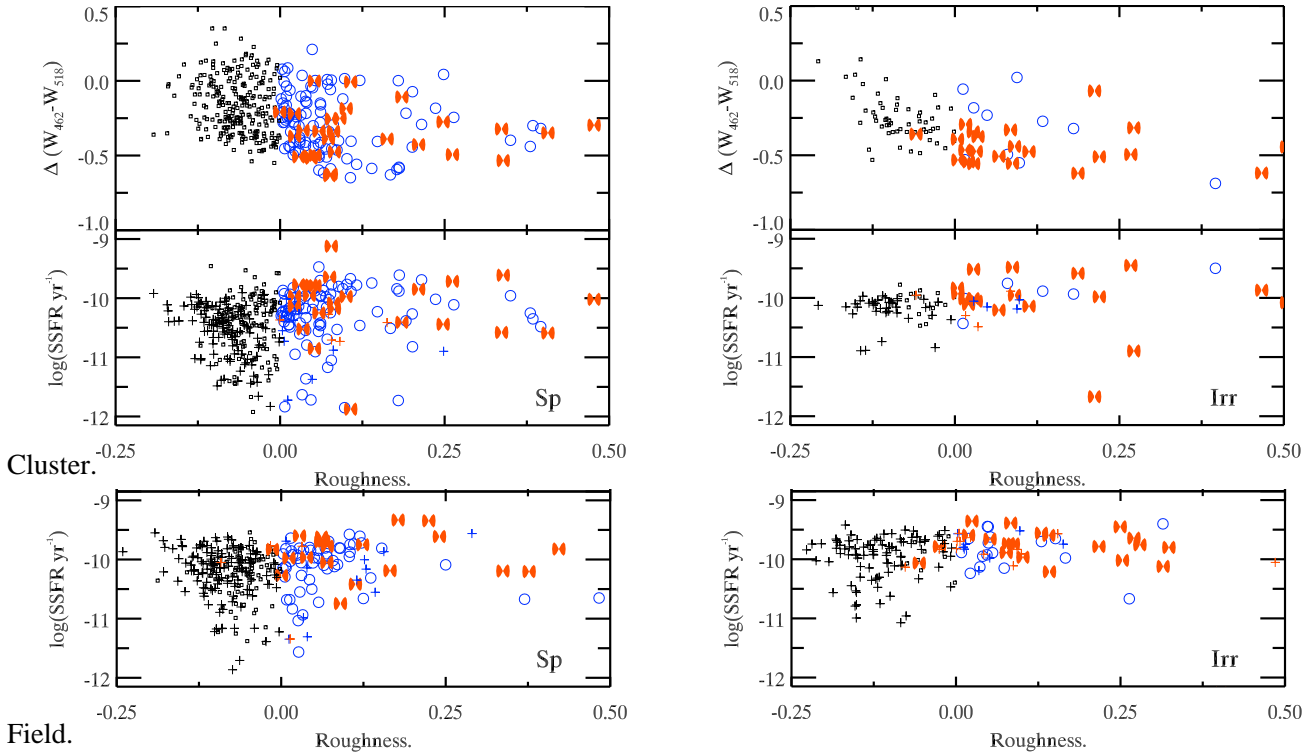 0.5
0.0
-0.5
-1.0
Δ (W462-W518)
-9
-10
-11
-12
log(SSFR yr-1)
Sp
-0.25 0.00 0.25 0.50
Roughness.
0.5
0.0
-0.5
-1.0
Δ (W462-W518)
-9
-10
-11
-12
log(SSFR yr-1)
Irr
-0.25 0.00 0.25 0.50
Roughness.
Cluster.
-9
-10
-11
-12
log(SSFR yr-1)
Sp
-0.25 0.00 0.25 0.50
Roughness.
-9
-10
-11
-12
log(SSFR yr-1)
Irr
-0.25 0.00 0.25 0.50
Roughness.
Field.